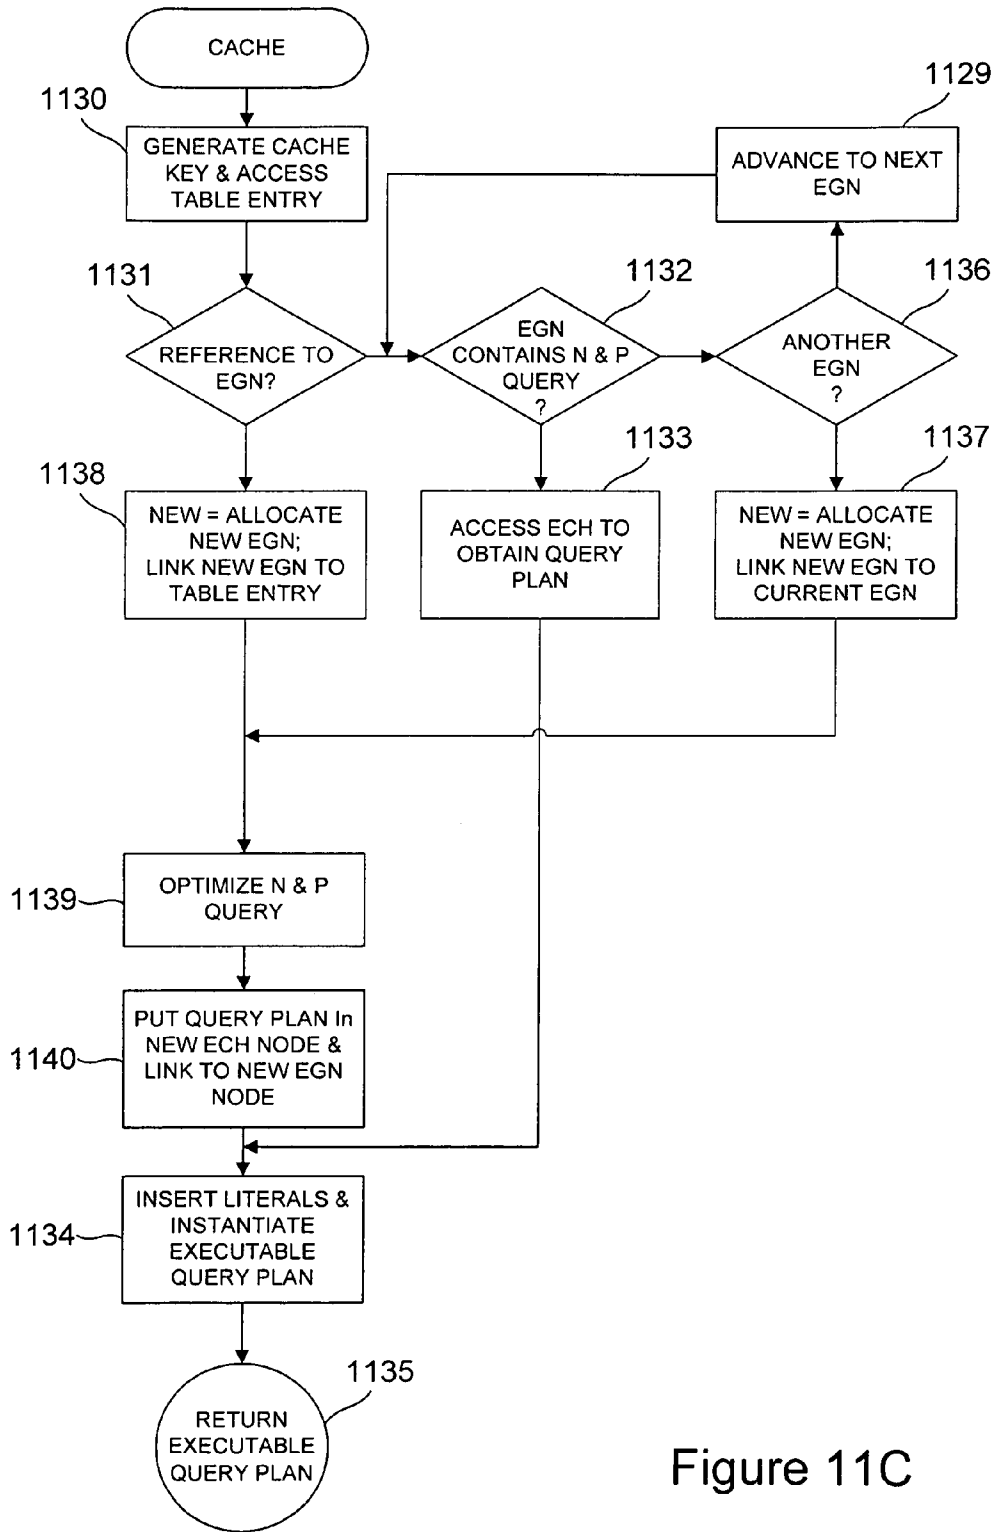 CACHE
1130
GENERATE CACHE
KEY & ACCESS
TABLE ENTRY
1129
ADVANCE TO NEXT
EGN
1131
REFERENCE TO
EGN?
1132
EGN
CONTAINS N & P
QUERY
?
1136
ANOTHER
EGN
?
1138
NEW = ALLOCATE
NEW EGN;
LINK NEW EGN TO
TABLE ENTRY
1133
ACCESS ECH TO
OBTAIN QUERY
PLAN
1137
NEW = ALLOCATE
NEW EGN;
LINK NEW EGN TO
CURRENT EGN
1139
OPTIMIZE N & P
QUERY
1140
PUT QUERY PLAN In
NEW ECH NODE &
LINK TO NEW EGN
NODE
1134
INSERT LITERALS &
INSTANTIATE
EXECUTABLE
QUERY PLAN
1135
RETURN
EXECUTABLE
QUERY PLAN
Figure 11C